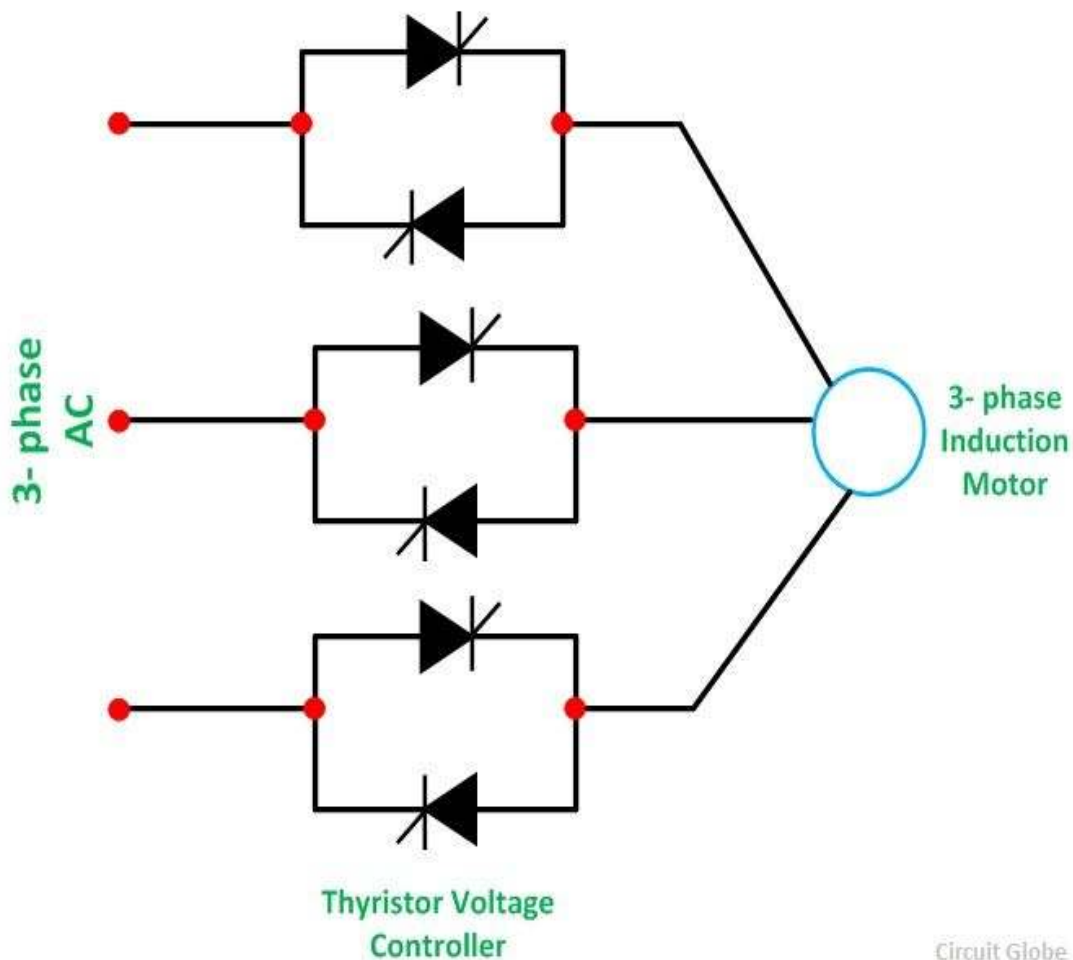 3- phase
AC
3- phase
Induction
Motor
Thyristor Voltage
Controller
Circuit Globe